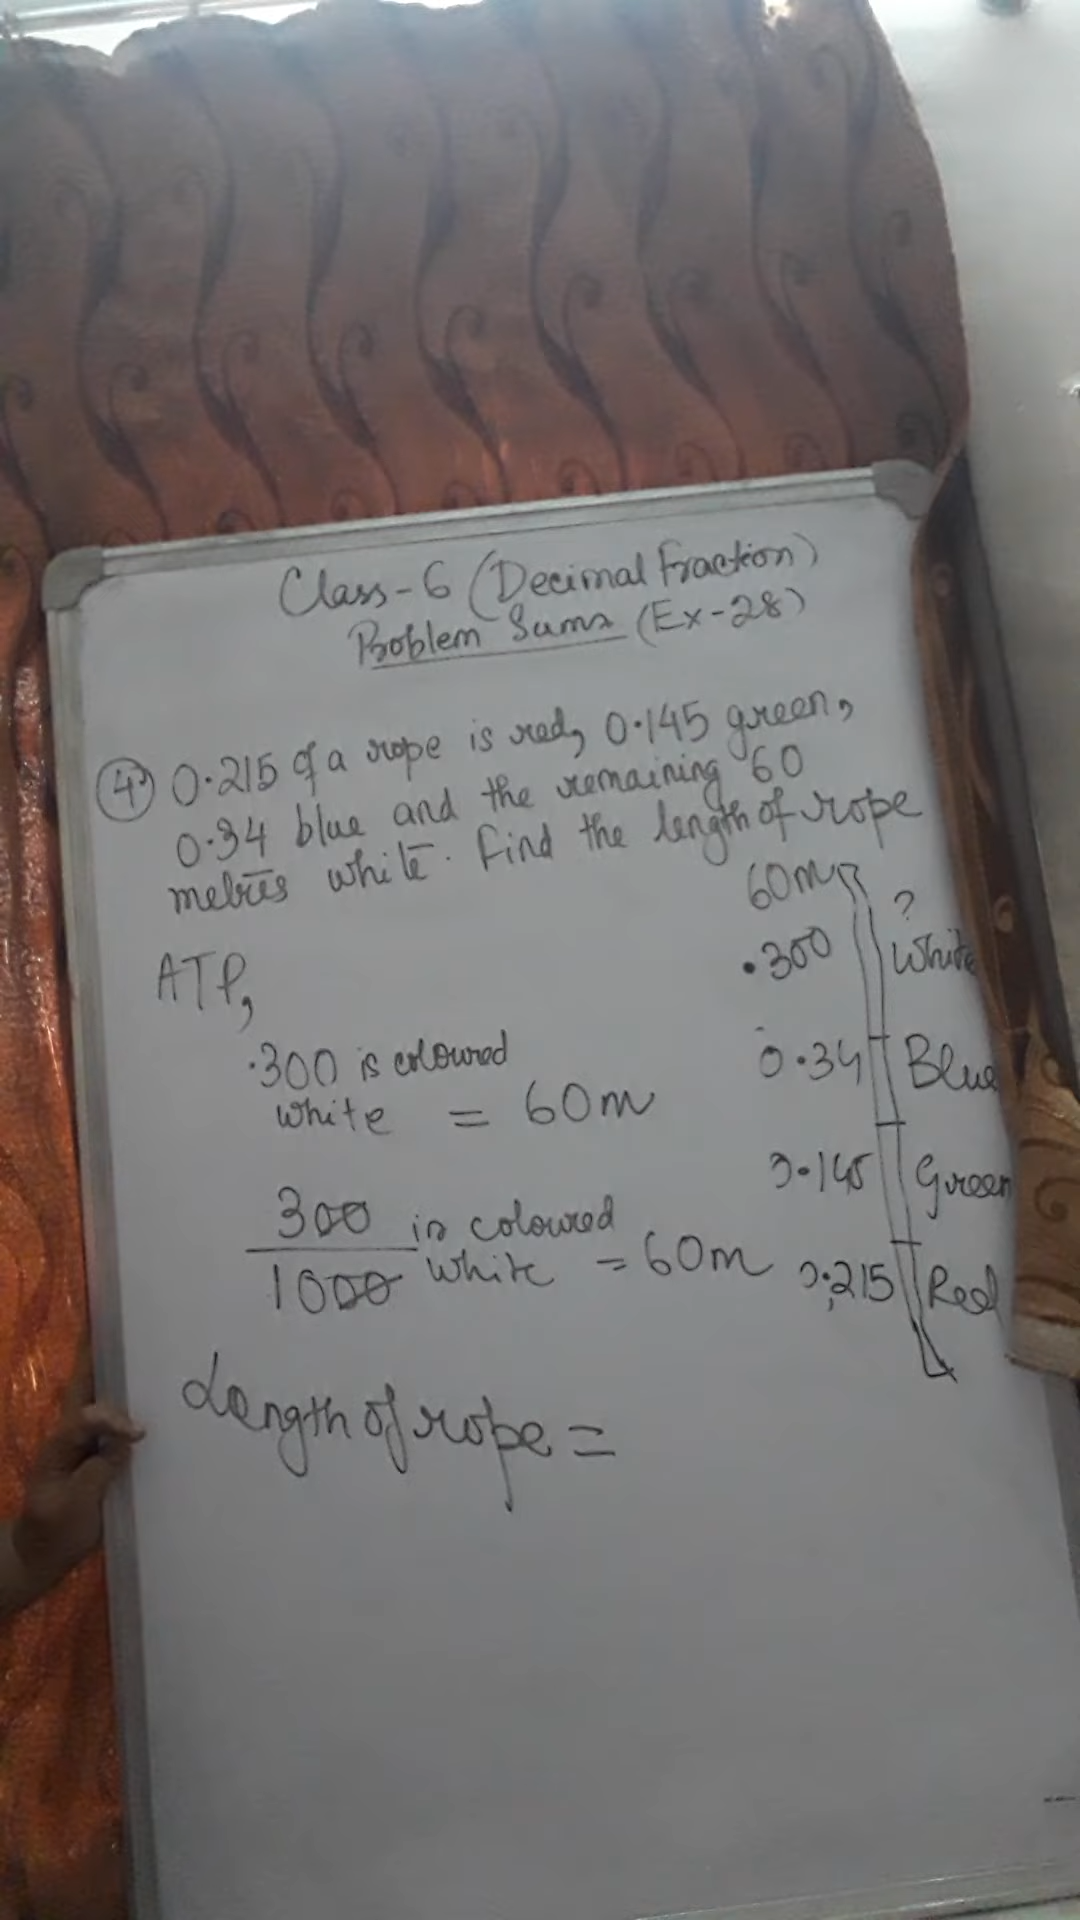 Class-6 (Decimal Fraction)
Problem Sums (Ex-28)
4) 0.215 of a rope is red, 0.145 green,
0.34 blue and the remaining 60
metres white. Find the length of rope
60m
?
.300 White
ATP,
.300 is coloured
white = 60m
0.34 Blue
0.145 Green
300 is coloured
1000 white = 60m
0.215 Red
Length of rope =